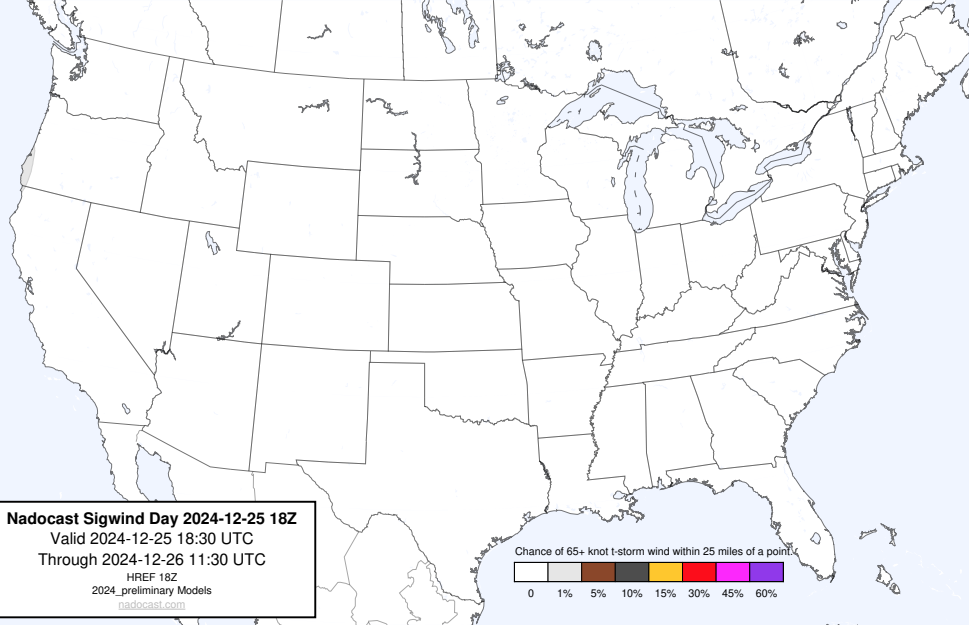 Nadocast Sigwind Day 2024-12-25 18Z
Valid 2024-12-25 18:30 UTC
Through 2024-12-26 11:30 UTC
HREF 18Z
2024_preliminary Models
nadocast.com
Chance of 65+ knot t-storm wind within 25 miles of a point.
0 1% 5% 10% 15% 30% 45% 60%